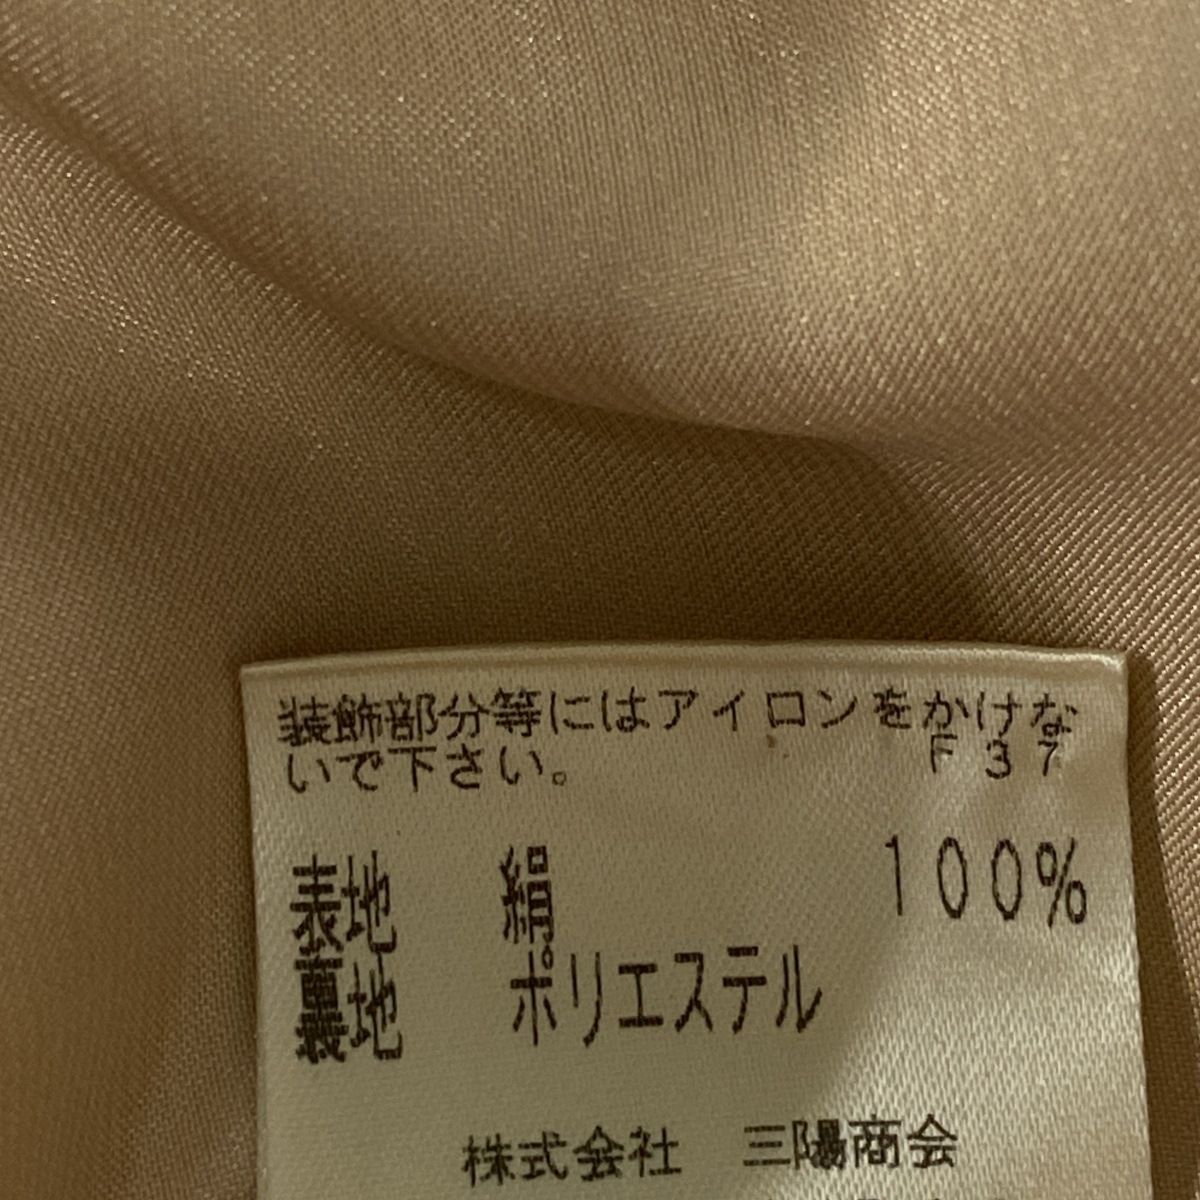 装飾部分等にはアイロンをかけな
いで下さい。 F37
表地 絹 100%
裏地 ポリエステル
株式会社 三陽商会